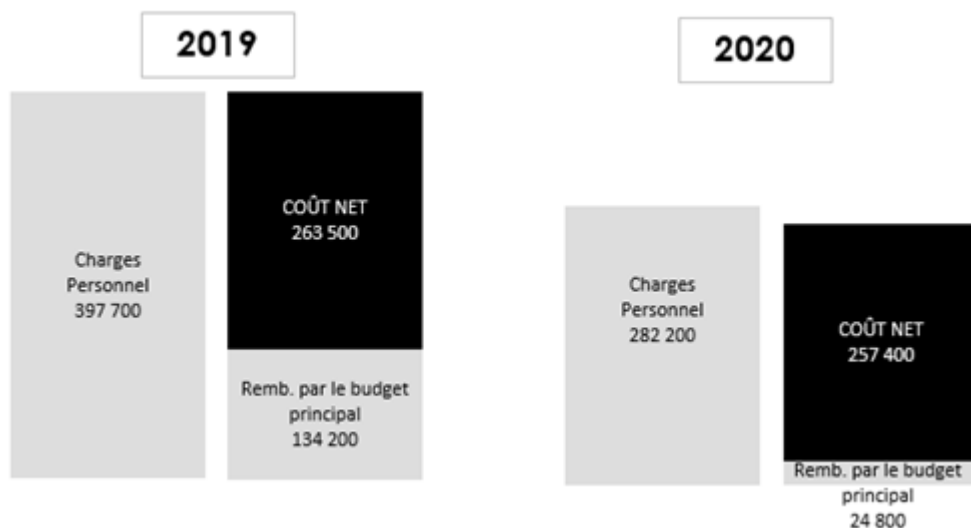 2019
2020
Charges
Personnel
397 700
COÛT NET
263 500
Remb. par le budget
principal
134 200
Charges
Personnel
282 200
COÛT NET
257 400
Remb. par le budget
principal
24 800